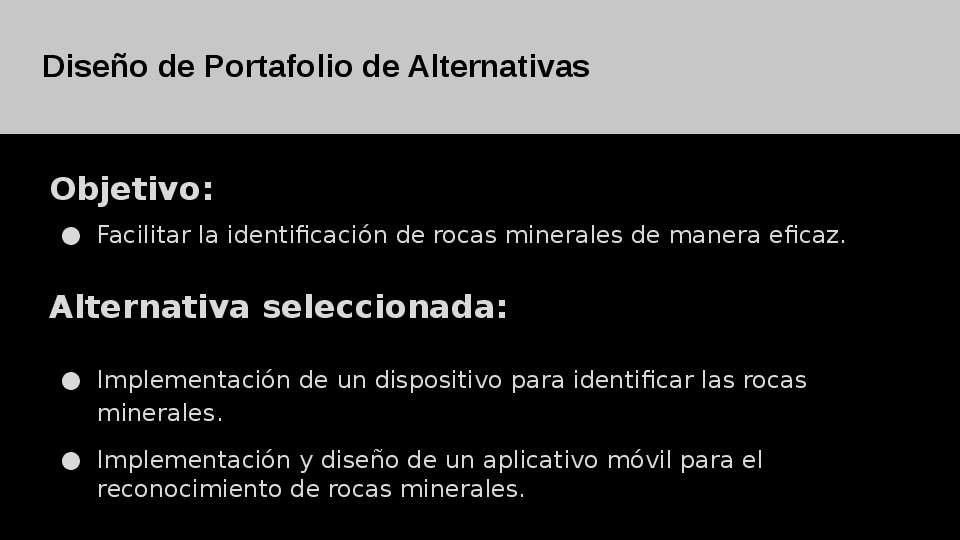 Diseño de Portafolio de Alternativas
Objetivo:
● Facilitar la identificación de rocas minerales de manera eficaz.
Alternativa seleccionada:
● Implementación de un dispositivo para identificar las rocas
minerales.
● Implementación y diseño de un aplicativo móvil para el
reconocimiento de rocas minerales.